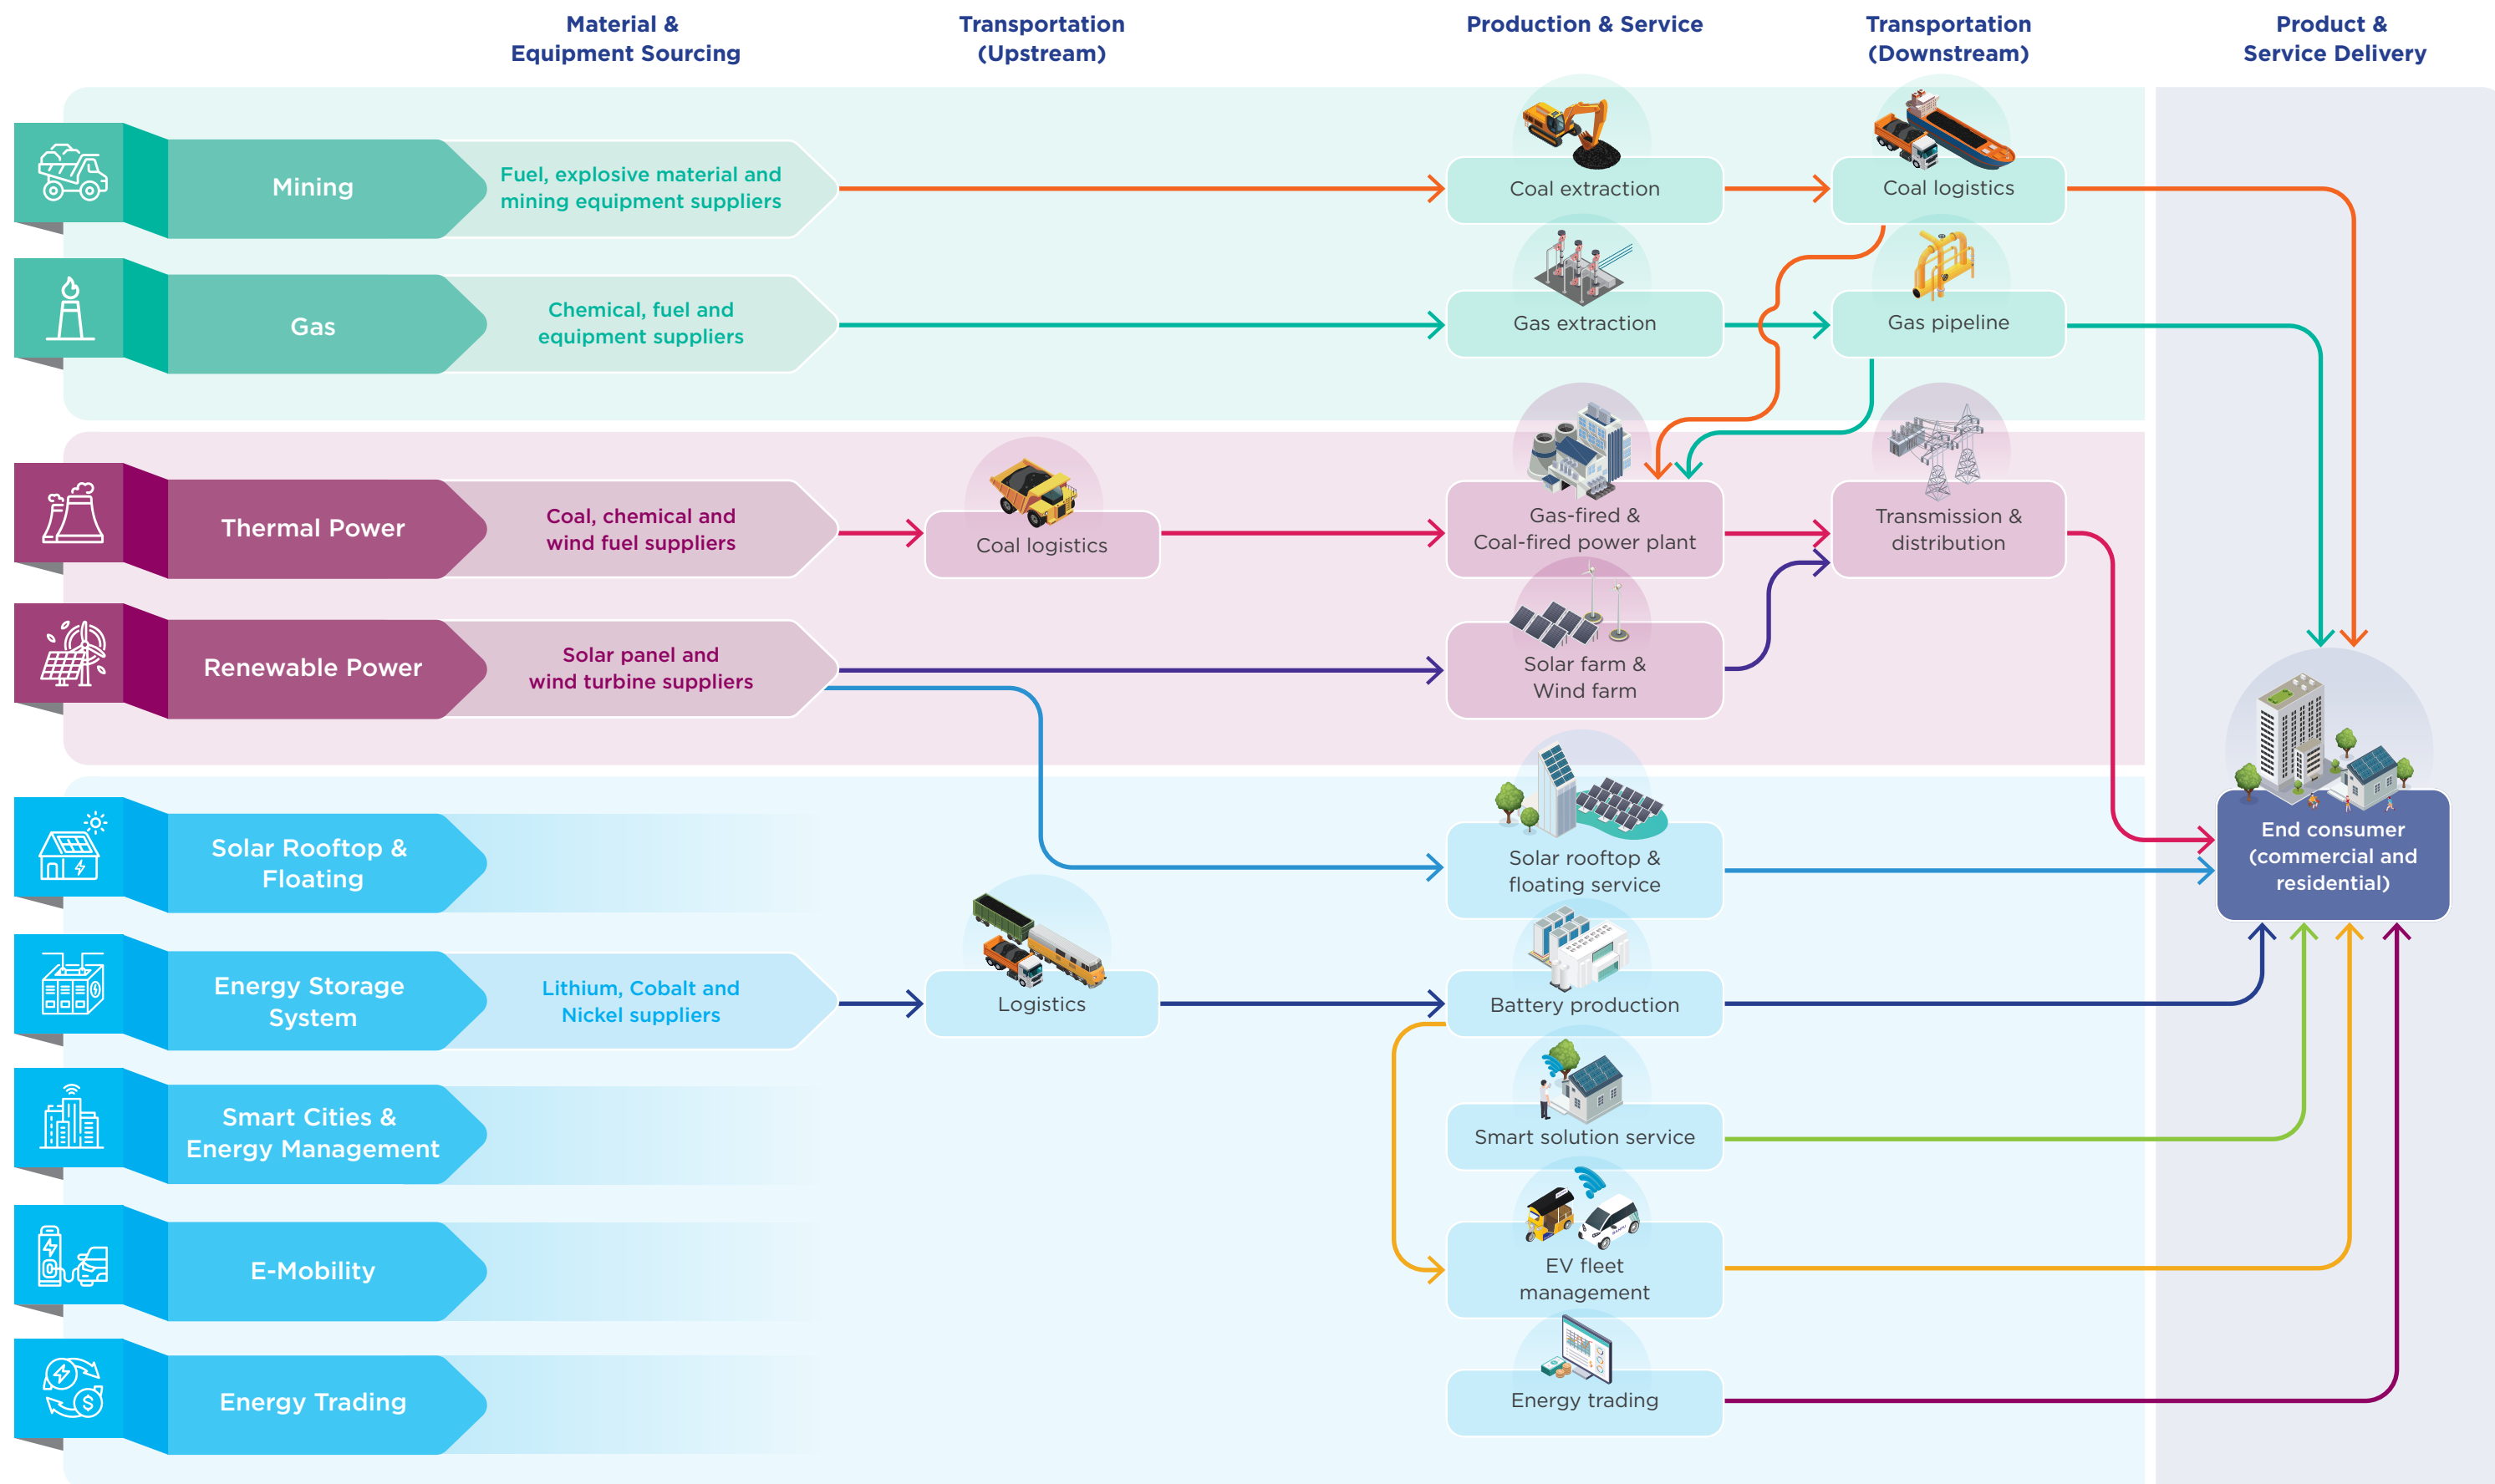 Material &
Equipment Sourcing
Transportation
(Upstream)
Production & Service
Transportation
(Downstream)
Product &
Service Delivery
Mining
Fuel, explosive material and
mining equipment suppliers
Coal extraction
Coal logistics
Gas
Chemical, fuel and
equipment suppliers
Gas extraction
Gas pipeline
Thermal Power
Coal, chemical and
wind fuel suppliers
Coal logistics
Gas-fired &
Coal-fired power plant
Transmission &
distribution
Renewable Power
Solar panel and
wind turbine suppliers
Solar farm &
Wind farm
Solar Rooftop &
Floating
Solar rooftop &
floating service
End consumer
(commercial and
residential)
Energy Storage
System
Lithium, Cobalt and
Nickel suppliers
Logistics
Battery production
Smart Cities &
Energy Management
Smart solution service
E-Mobility
EV fleet
management
Energy Trading
Energy trading